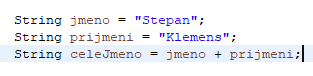 String jmeno = "Stepan";
String prijmeni = "Klemens";
String celeJmeno = jmeno + prijmeni;